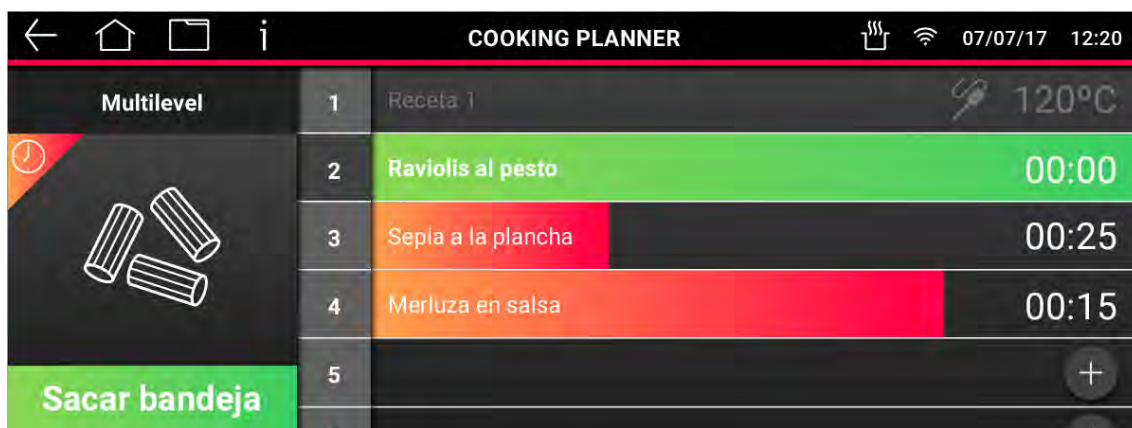 i COOKING PLANNER 07/07/17 12:20
Multilevel
1 Receta 1 120ºC
2 Raviolis al pesto 00:00
3 Sepia a la plancha 00:25
4 Merluza en salsa 00:15
5 +
Sacar bandeja